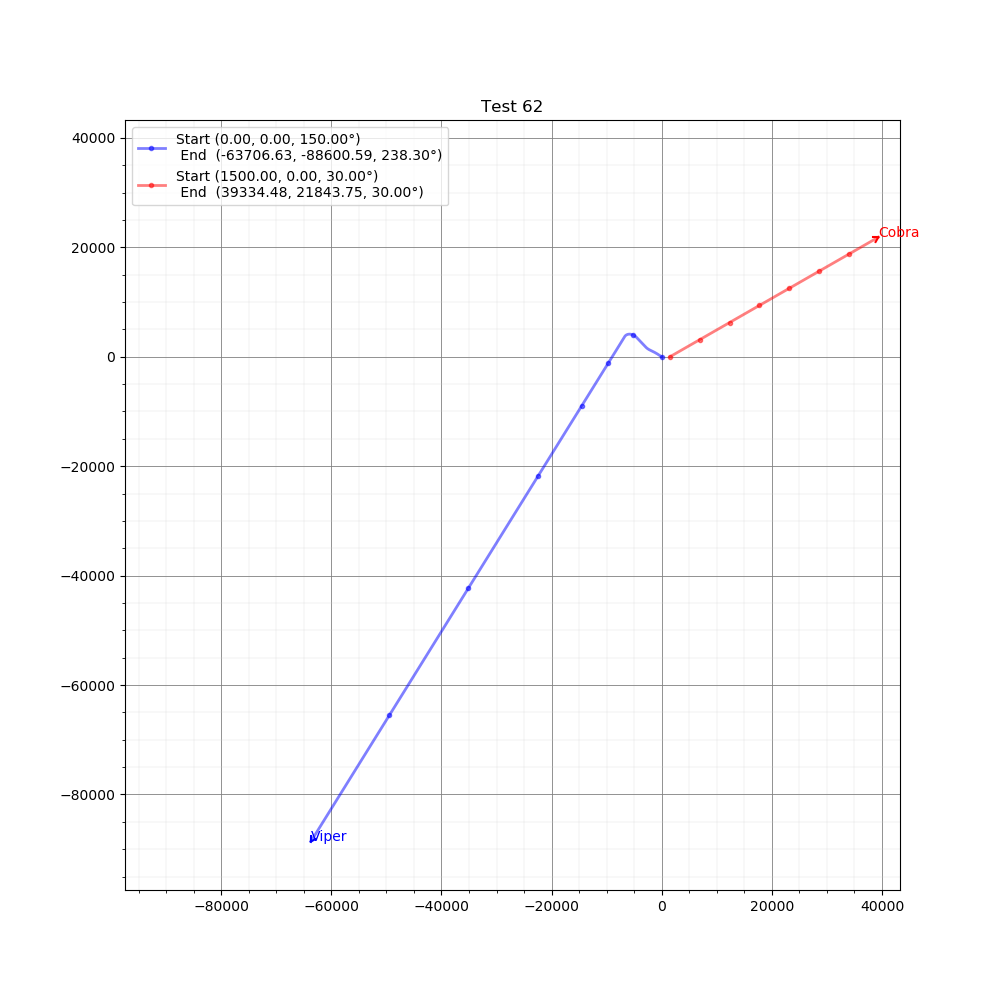 Test 62
Start (0.00, 0.00, 150.00°)
End (-63706.63, -88600.59, 238.30°)
Start (1500.00, 0.00, 30.00°)
End (39334.48, 21843.75, 30.00°)
40000
20000
0
−20000
−40000
−60000
−80000
Cobra
Viper
−80000
−60000
−40000
−20000
0
20000
40000